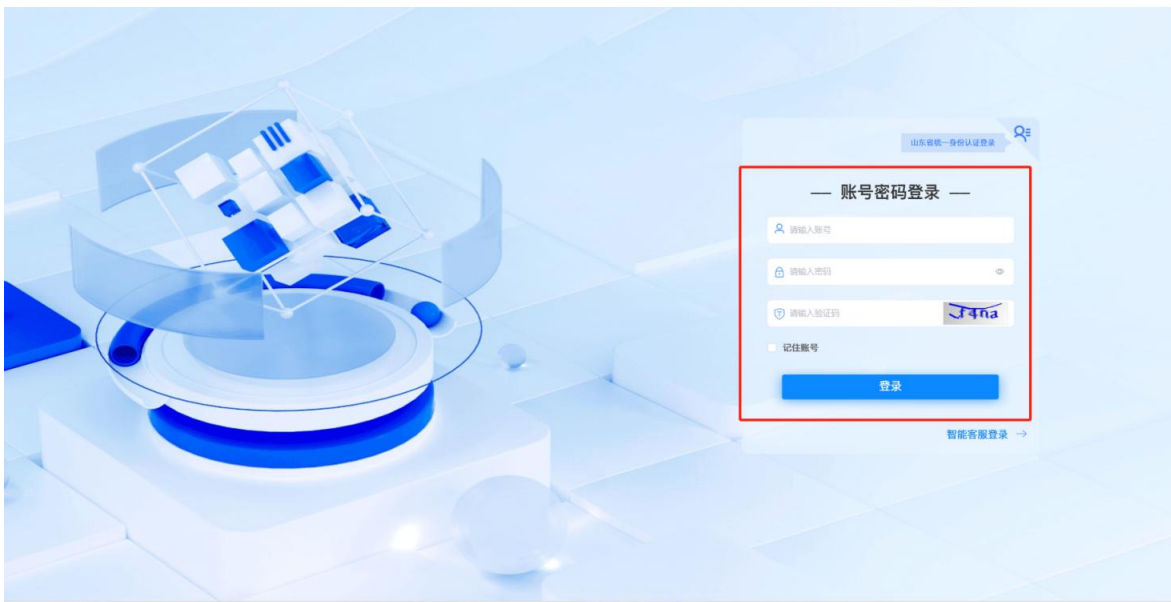 山东省统一身份认证登录
— 账号密码登录 —
请输入账号
请输入密码
请输入验证码
记住账号
登录
智能客服登录 →